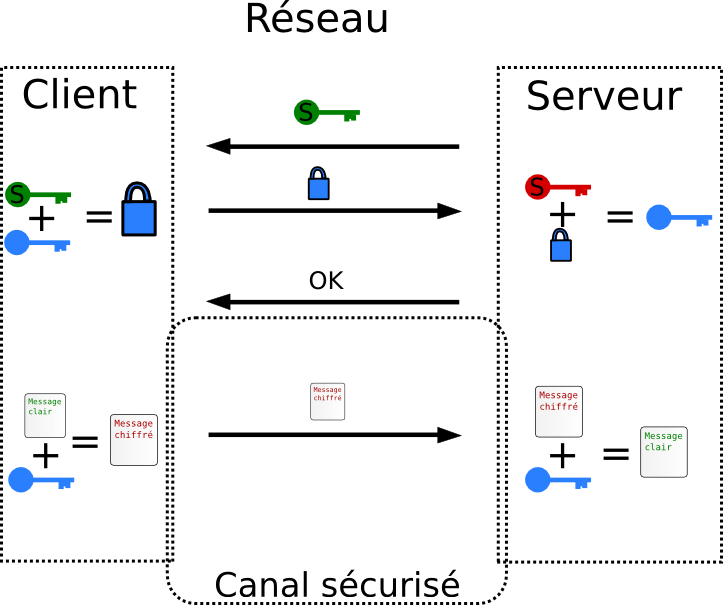 Réseau
Client
Serveur
S
S
S
+
=
+
=
OK
Message
clair
+
=
Message
chiffré
Message
chiffré
Message
chiffré
+
=
Message
clair
Canal sécurisé